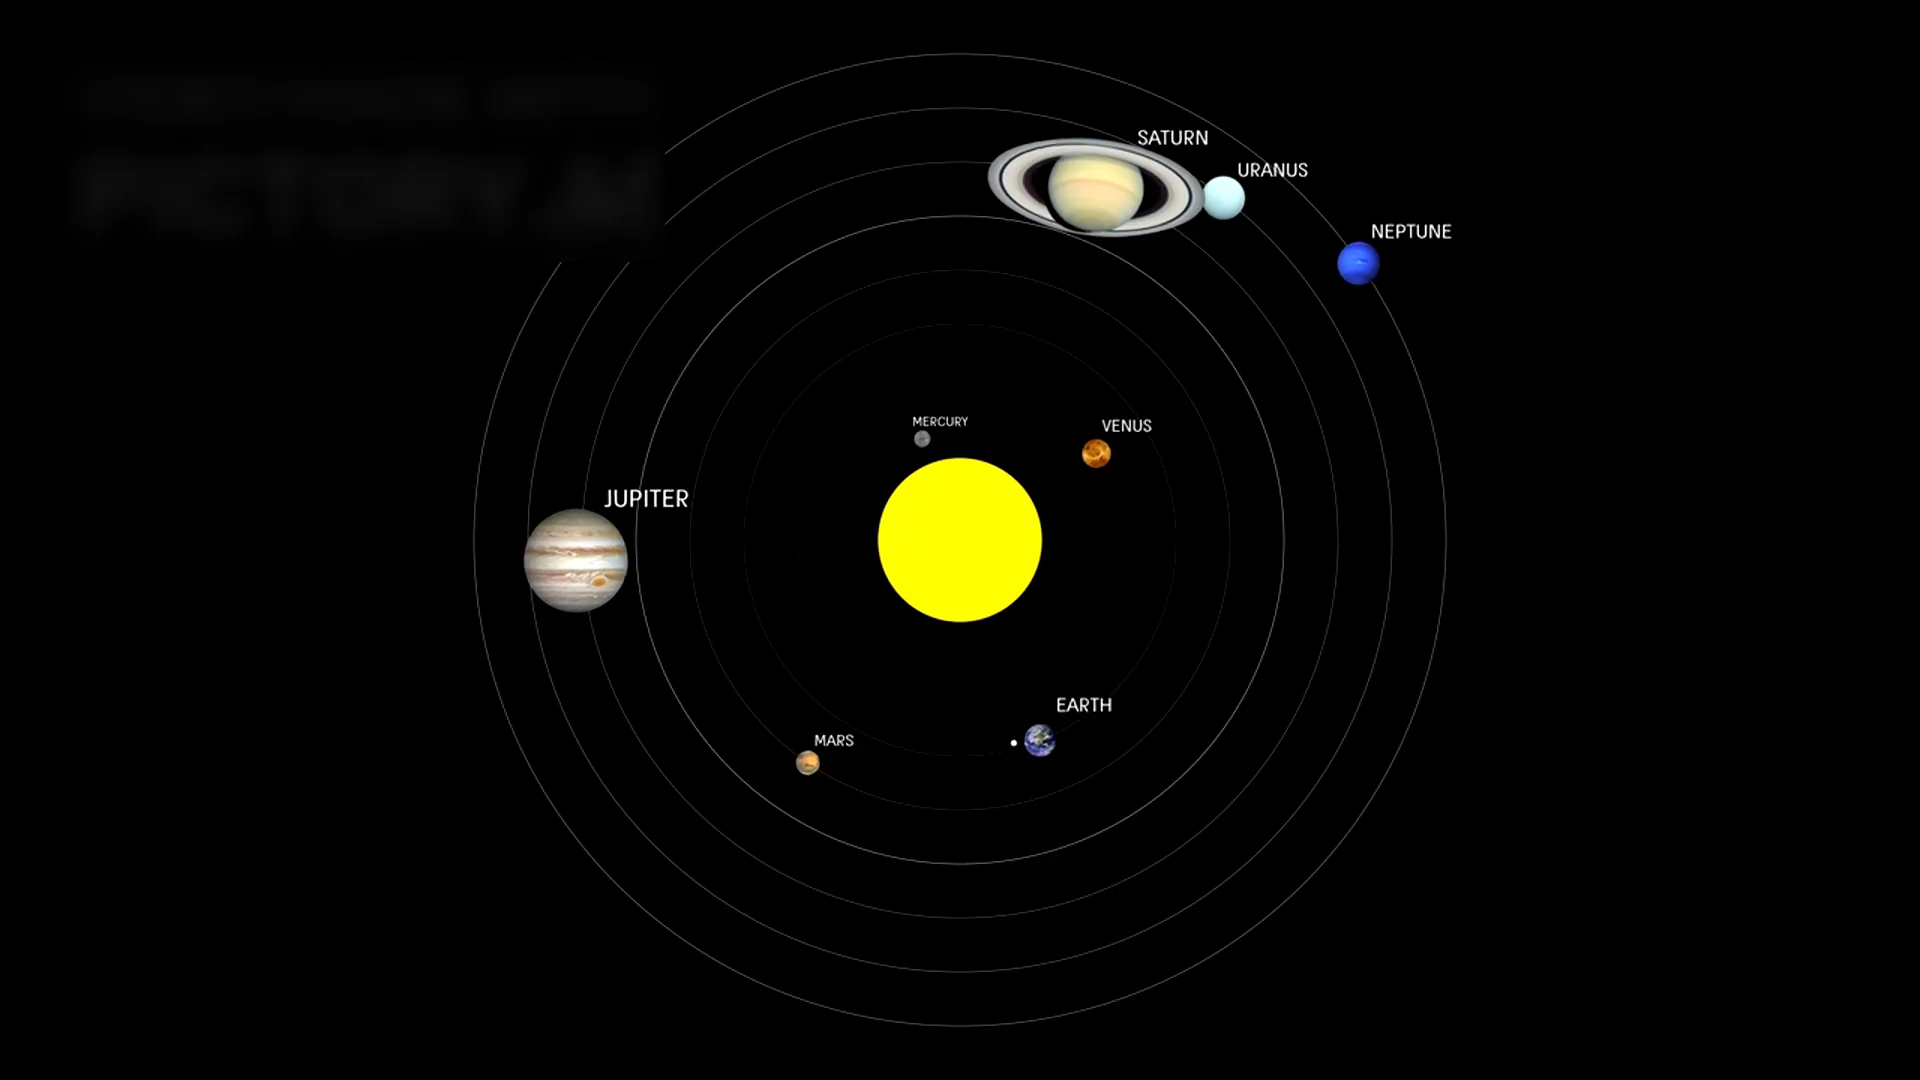 SATURN
URANUS
NEPTUNE
MERCURY
VENUS
JUPITER
EARTH
MARS